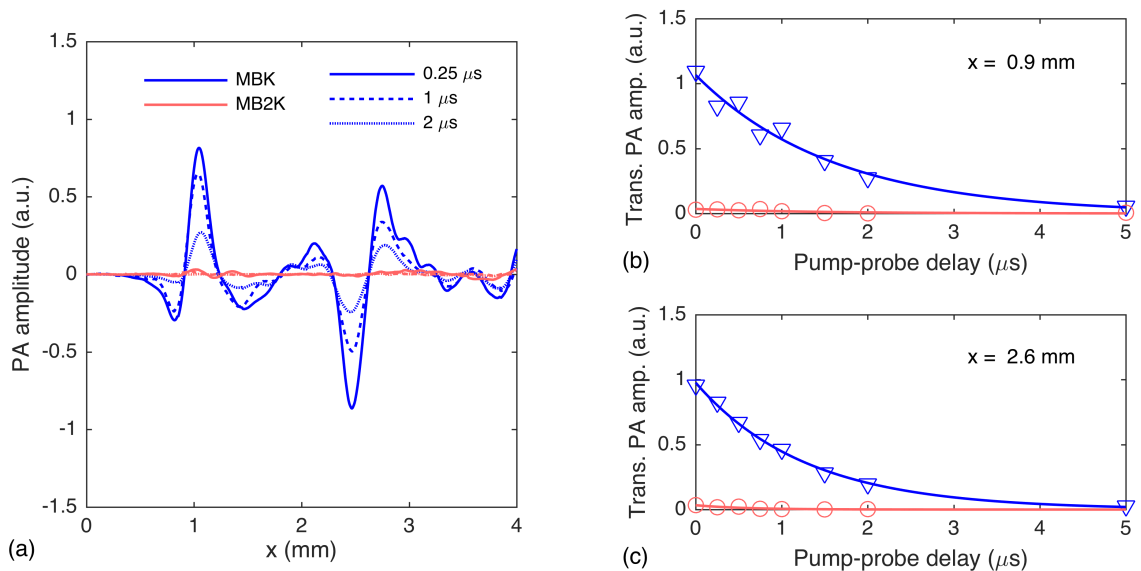 1.5
1
0.5
0
-0.5
-1
-1.5
PA amplitude (a.u.)
MBK
MB2K
0.25 μs
1 μs
2 μs
0
1
2
3
4
x (mm)
(a)
1.5
1
0.5
0
Trans. PA amp. (a.u.)
x = 0.9 mm
0
1
2
3
4
5
Pump-probe delay (μs)
(b)
1.5
1
0.5
0
Trans. PA amp. (a.u.)
x = 2.6 mm
0
1
2
3
4
5
Pump-probe delay (μs)
(c)